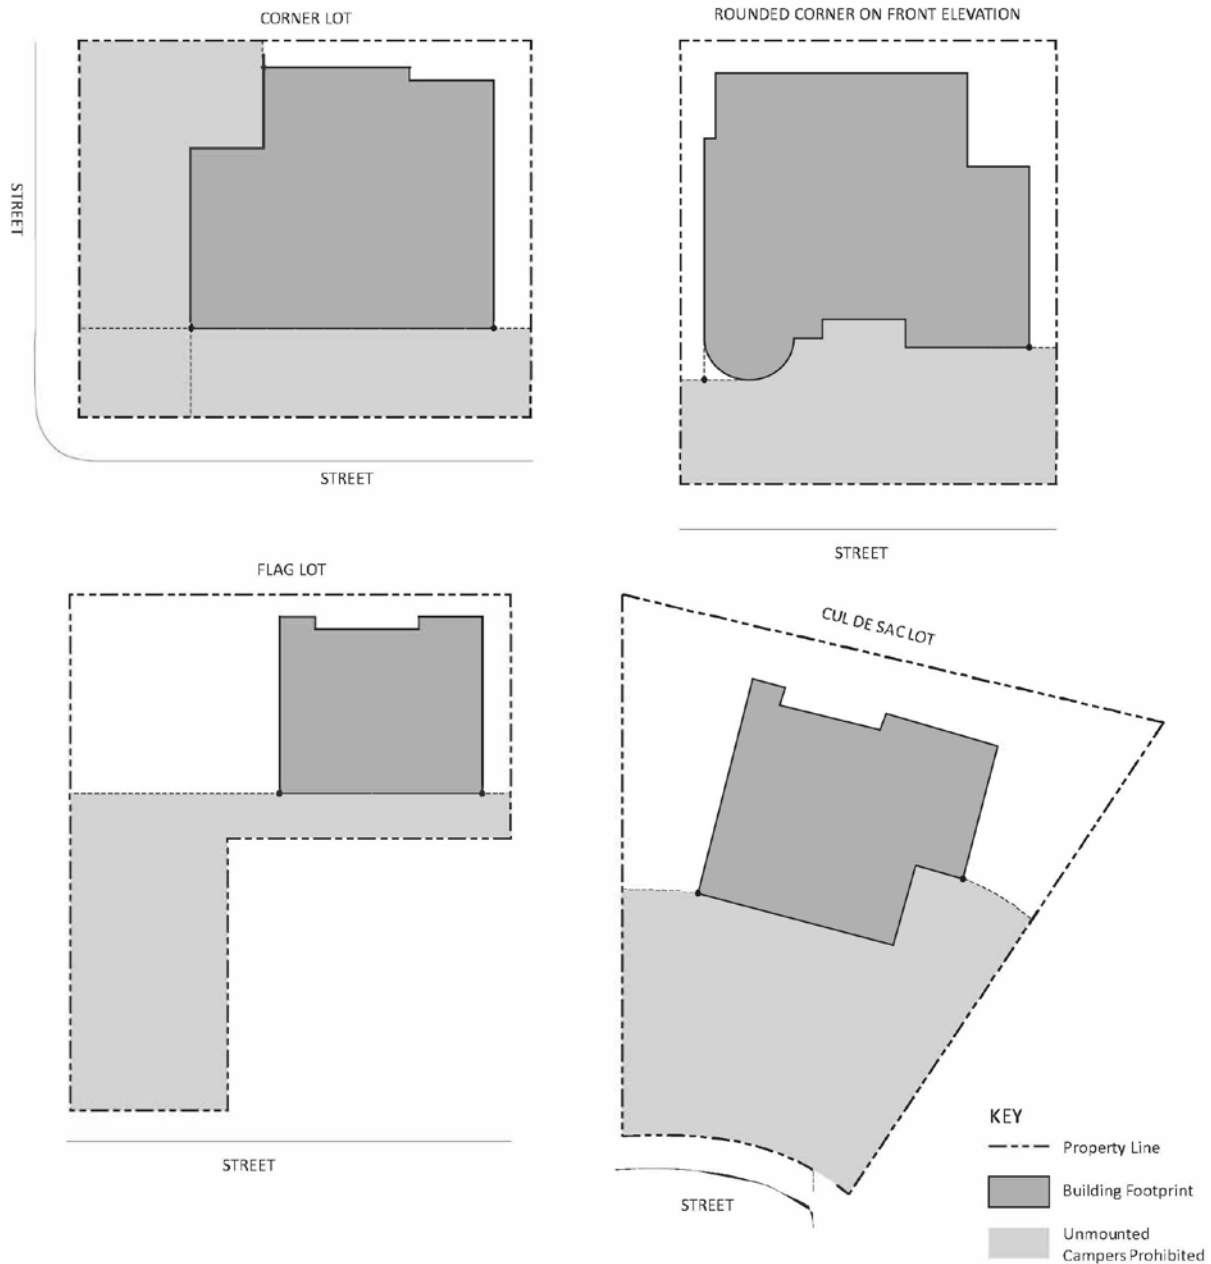 CORNER LOT
ROUNDED CORNER ON FRONT ELEVATION
STREET
STREET
STREET
FLAG LOT
CUL DE SAC LOT
STREET
STREET
KEY
Property Line
Building Footprint
Unmounted
Campers Prohibited